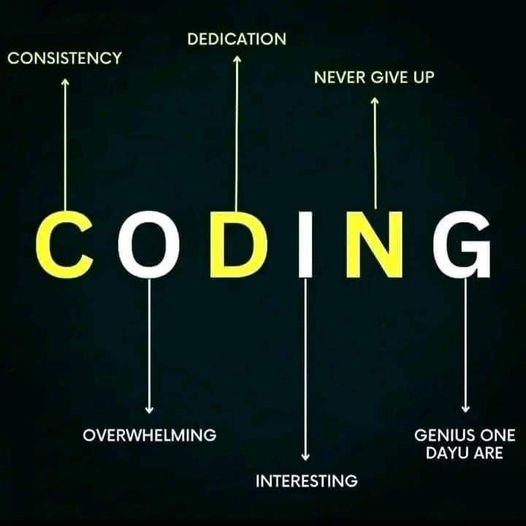 DEDICATION
CONSISTENCY
NEVER GIVE UP
CODING
OVERWHELMING
GENIUS ONE
DAYU ARE
INTERESTING